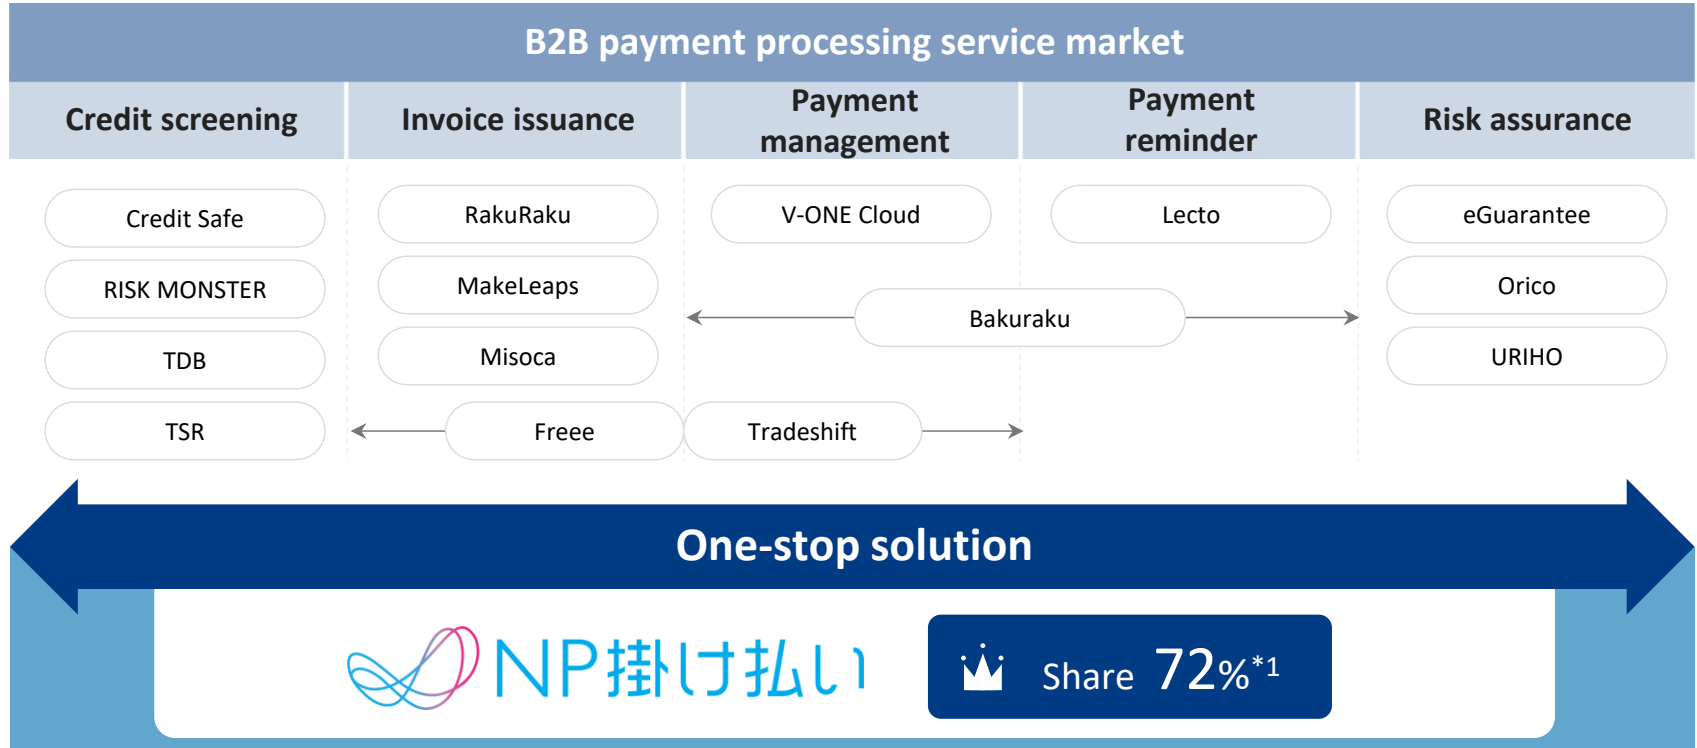 B2B payment processing service market
Credit screening
Invoice issuance
Payment
management
Payment
reminder
Risk assurance
Credit Safe
RakuRaku
V-ONE Cloud
Lecto
eGuarantee
RISK MONSTER
MakeLeaps
Bakuraku
Orico
TDB
Misoca
URIHO
TSR
Freee
Tradeshift
One-stop solution
NP掛け払い
Share 72%*1